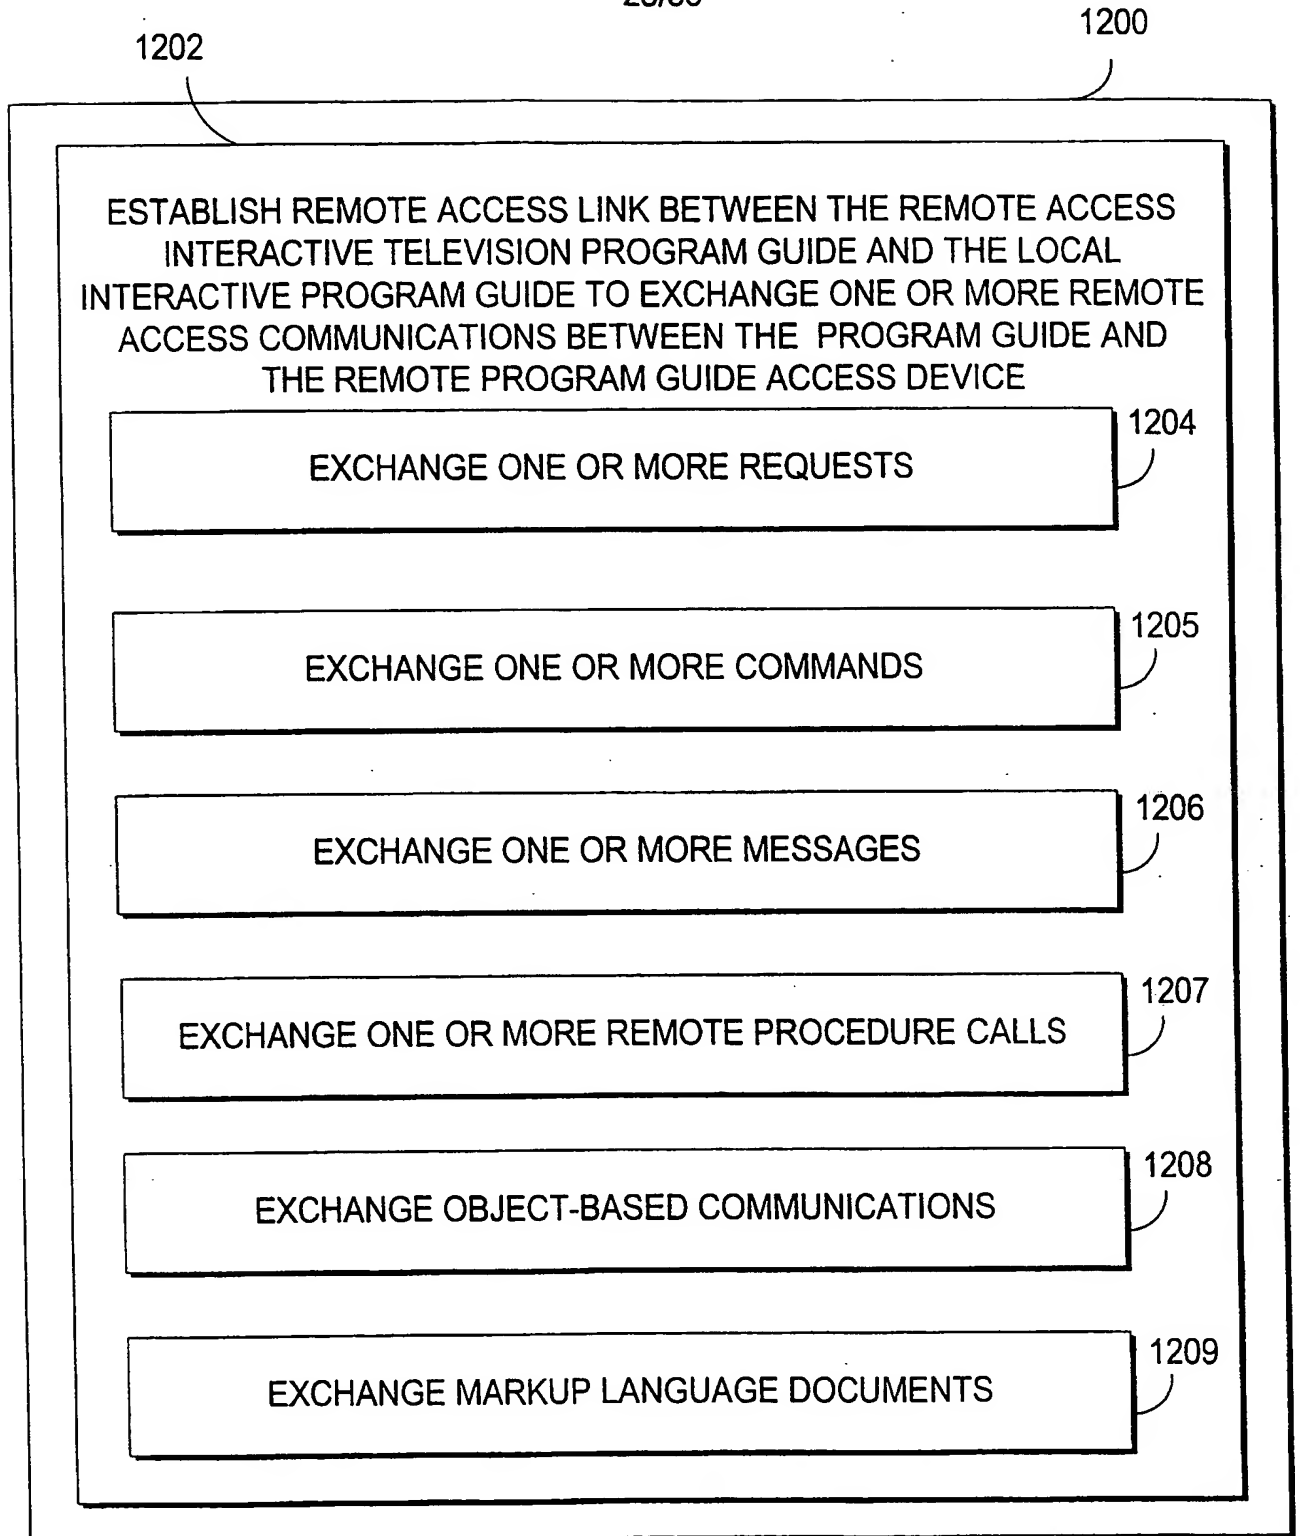 1200
1202
ESTABLISH REMOTE ACCESS LINK BETWEEN THE REMOTE ACCESS
INTERACTIVE TELEVISION PROGRAM GUIDE AND THE LOCAL
INTERACTIVE PROGRAM GUIDE TO EXCHANGE ONE OR MORE REMOTE
ACCESS COMMUNICATIONS BETWEEN THE PROGRAM GUIDE AND
THE REMOTE PROGRAM GUIDE ACCESS DEVICE
1204
EXCHANGE ONE OR MORE REQUESTS
1205
EXCHANGE ONE OR MORE COMMANDS
1206
EXCHANGE ONE OR MORE MESSAGES
1207
EXCHANGE ONE OR MORE REMOTE PROCEDURE CALLS
1208
EXCHANGE OBJECT-BASED COMMUNICATIONS
1209
EXCHANGE MARKUP LANGUAGE DOCUMENTS